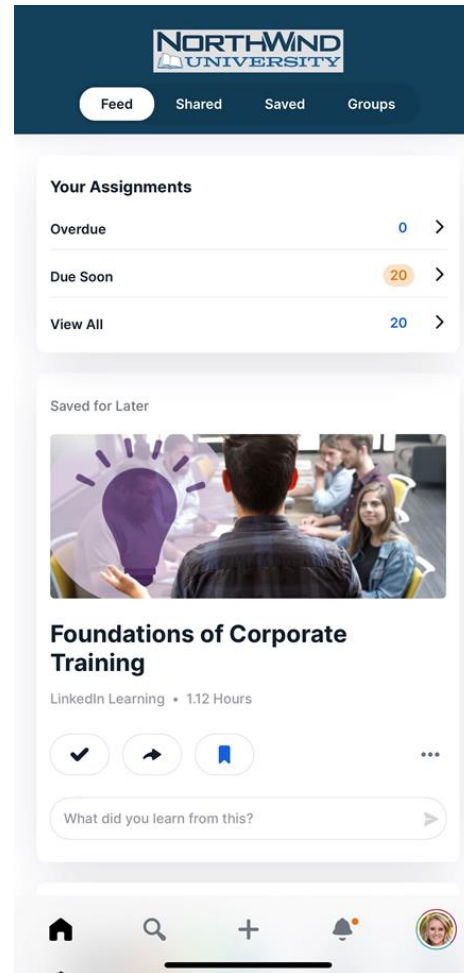 NORTHWIND
UNIVERSITY
Feed Shared Saved Groups
Your Assignments
Overdue 0
Due Soon 20
View All 20
Saved for Later
Foundations of Corporate
Training
LinkedIn Learning • 1.12 Hours
What did you learn from this?